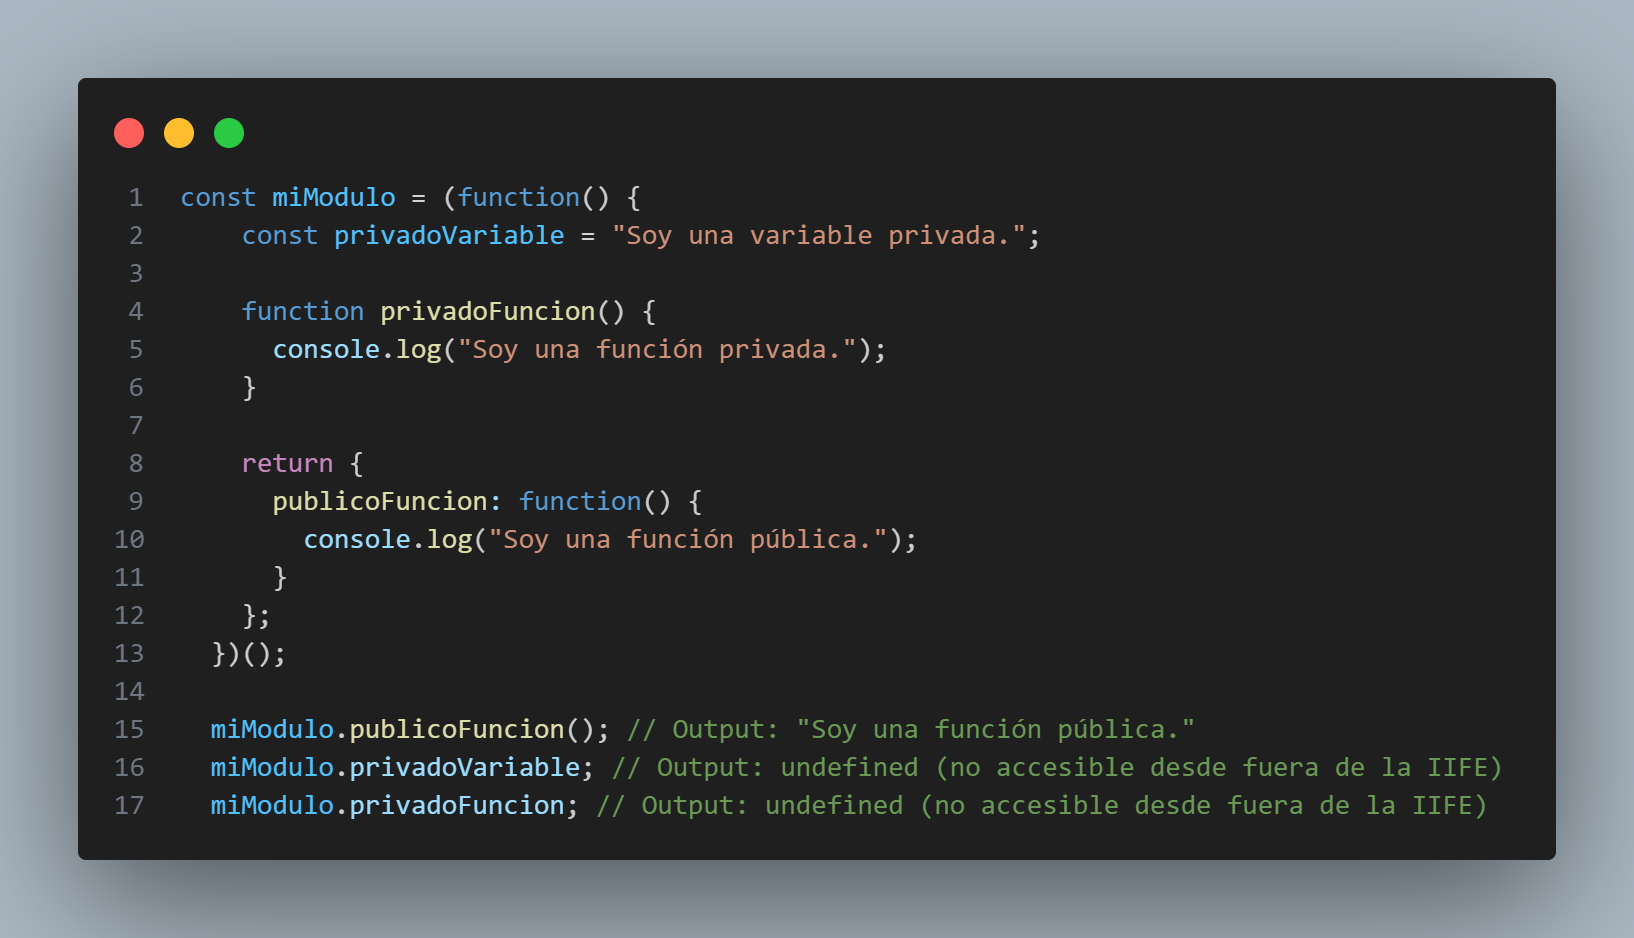 1 const miModulo = (function() {
2 const privadoVariable = "Soy una variable privada.";
3
4 function privadoFuncion() {
5 console.log("Soy una función privada.");
6 }
7
8 return {
9 publicoFuncion: function() {
10 console.log("Soy una función pública.");
11 }
12 };
13 })();
14
15 miModulo.publicoFuncion(); // Output: "Soy una función pública."
16 miModulo.privadoVariable; // Output: undefined (no accesible desde fuera de la IIFE)
17 miModulo.privadoFuncion; // Output: undefined (no accesible desde fuera de la IIFE)